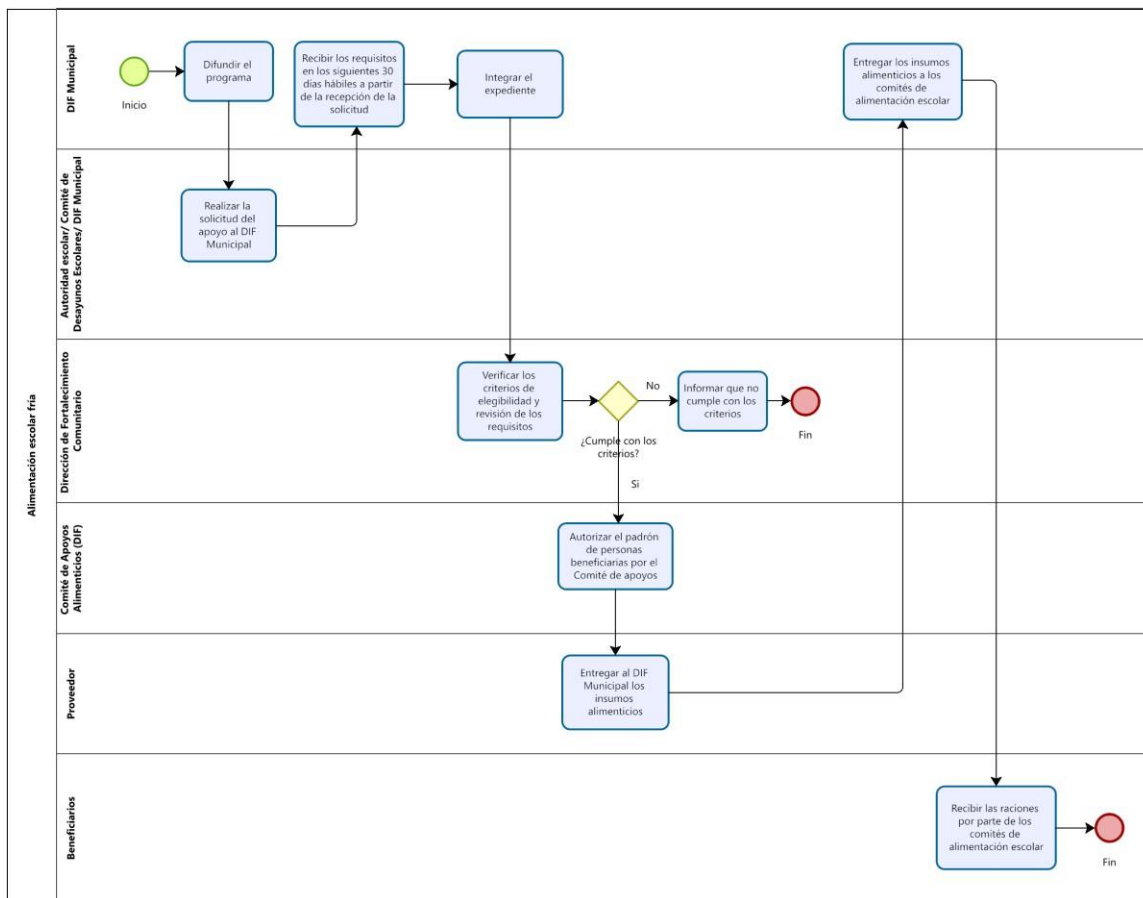 Alimentación escolar fría
DIF Municipal
Inicio
Difundir el
programa
Recibir los requisitos
en los siguientes 30
días hábiles a partir
de la recepción de la
solicitud
Integrar el
expediente
Entregar los insumos
alimenticios a los
comités de
alimentación escolar
Autoridad escolar/ Comité de
Desayunos Escolares/ DIF Municipal
Realizar la
solicitud del
apoyo al DIF
Municipal
Dirección de Fortalecimiento
Comunitario
Verificar los
criterios de
elegibilidad y
revisión de los
requisitos
¿Cumple con los
criterios?
No
Informar que no
cumple con los
criterios
Fin
Si
Comité de Apoyos
Alimenticios (DIF)
Autorizar el padrón
de personas
beneficiarias por el
Comité de apoyos
Proveedor
Entregar al DIF
Municipal los
insumos
alimenticios
Beneficiarios
Recibir las raciones
por parte de los
comités de
alimentación escolar
Fin